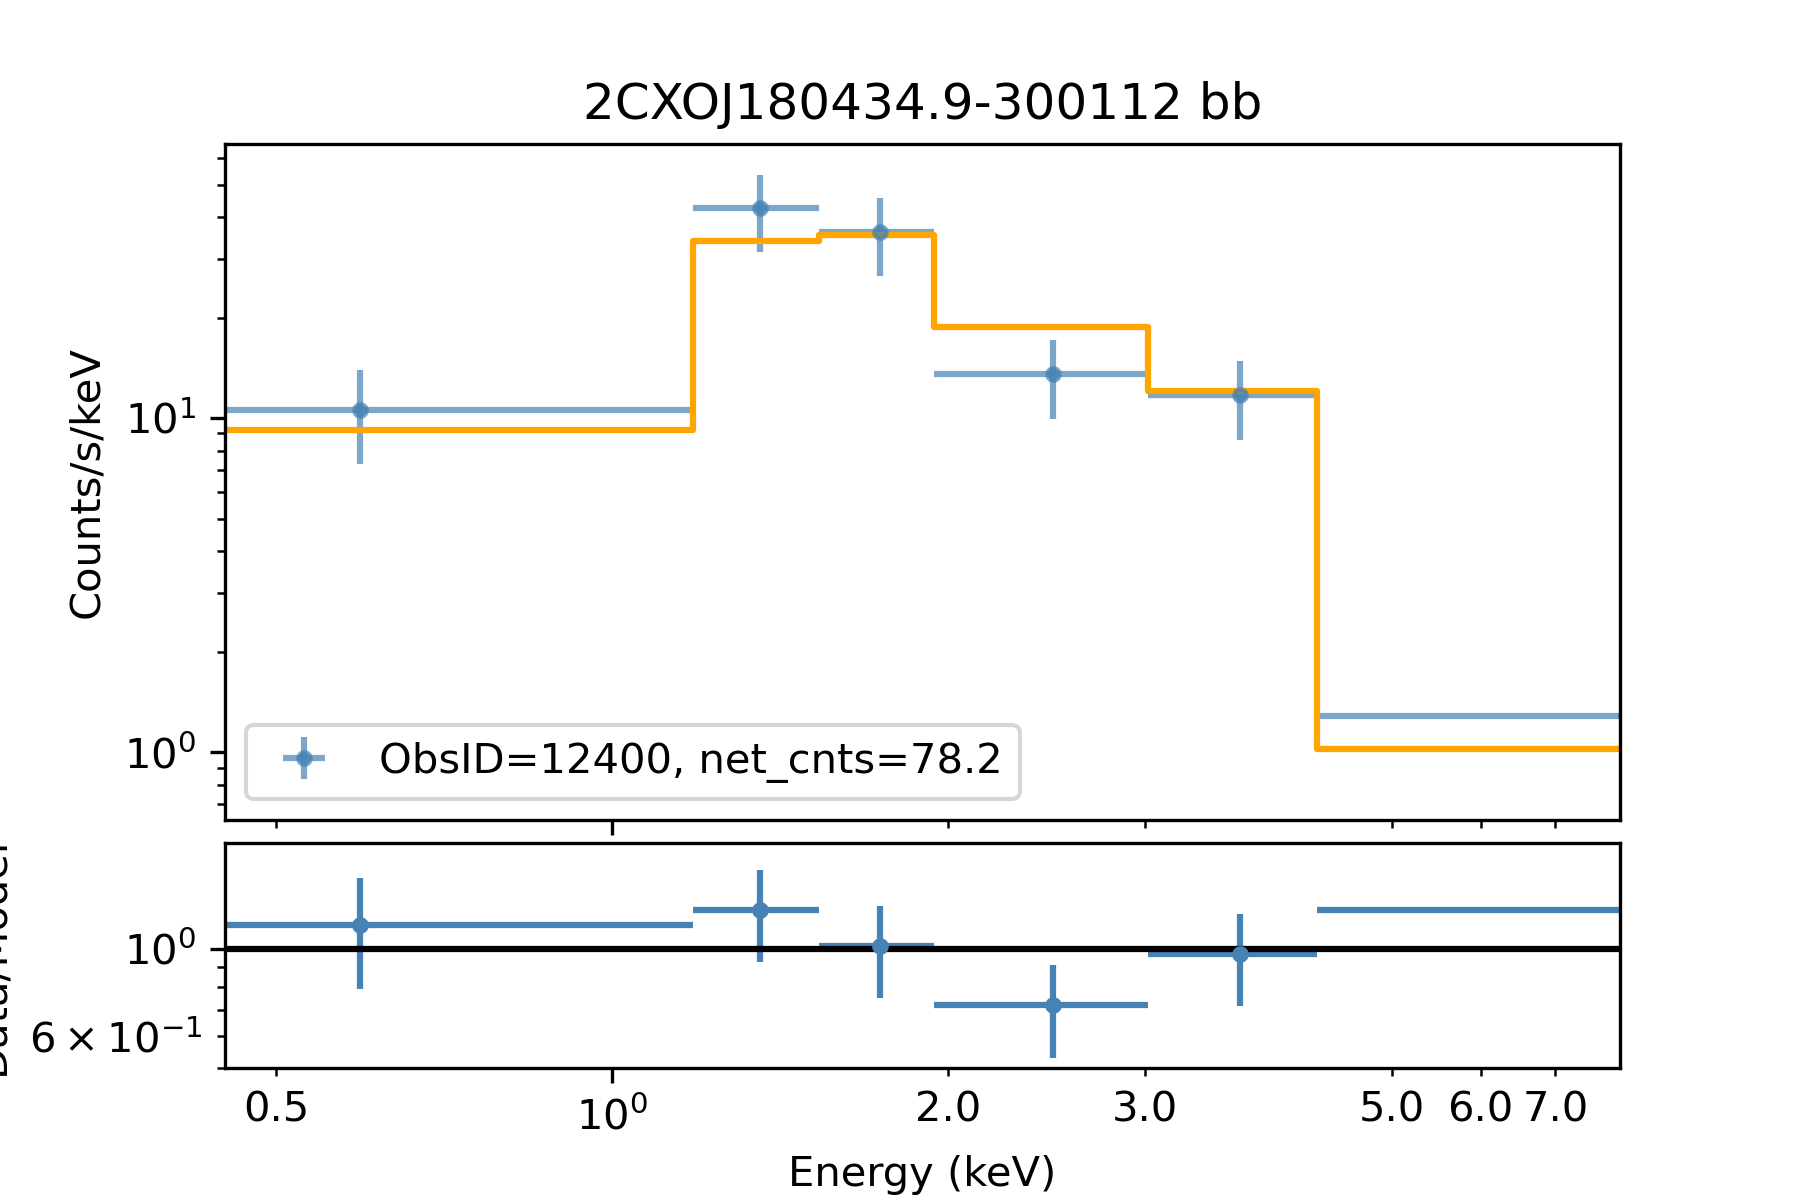 2CXOJ180434.9-300112 bb
Counts/s/keV
10¹
10⁰
ObsID=12400, net_cnts=78.2
10⁰
6 × 10⁻¹
0.5 10⁰ 2.0 3.0 5.0 6.0 7.0
Energy (keV)